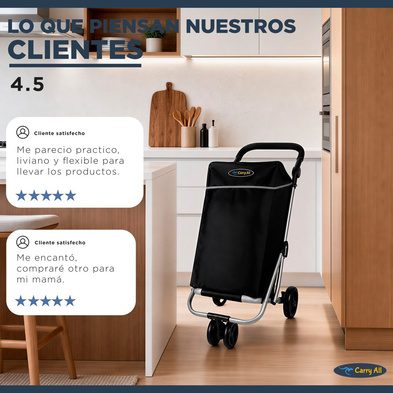 LO QUE PIENSAN NUESTROS
CLIENTES
4.5
Cliente satisfecho
Me parecio practico,
liviano y flexible para
llevar los productos.
Cliente satisfecho
Me encantó,
compraré otro para
mi mamá.
Carry All
Carry All